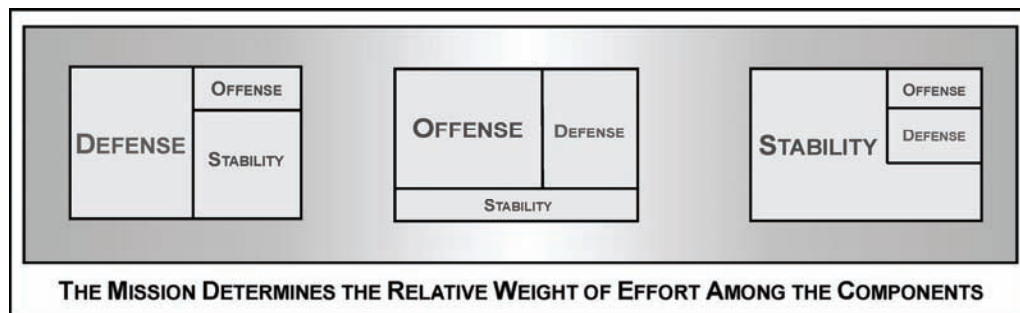 DEFENSE
OFFENSE
STABILITY
OFFENSE
DEFENSE
STABILITY
STABILITY
OFFENSE
DEFENSE
THE MISSION DETERMINES THE RELATIVE WEIGHT OF EFFORT AMONG THE COMPONENTS